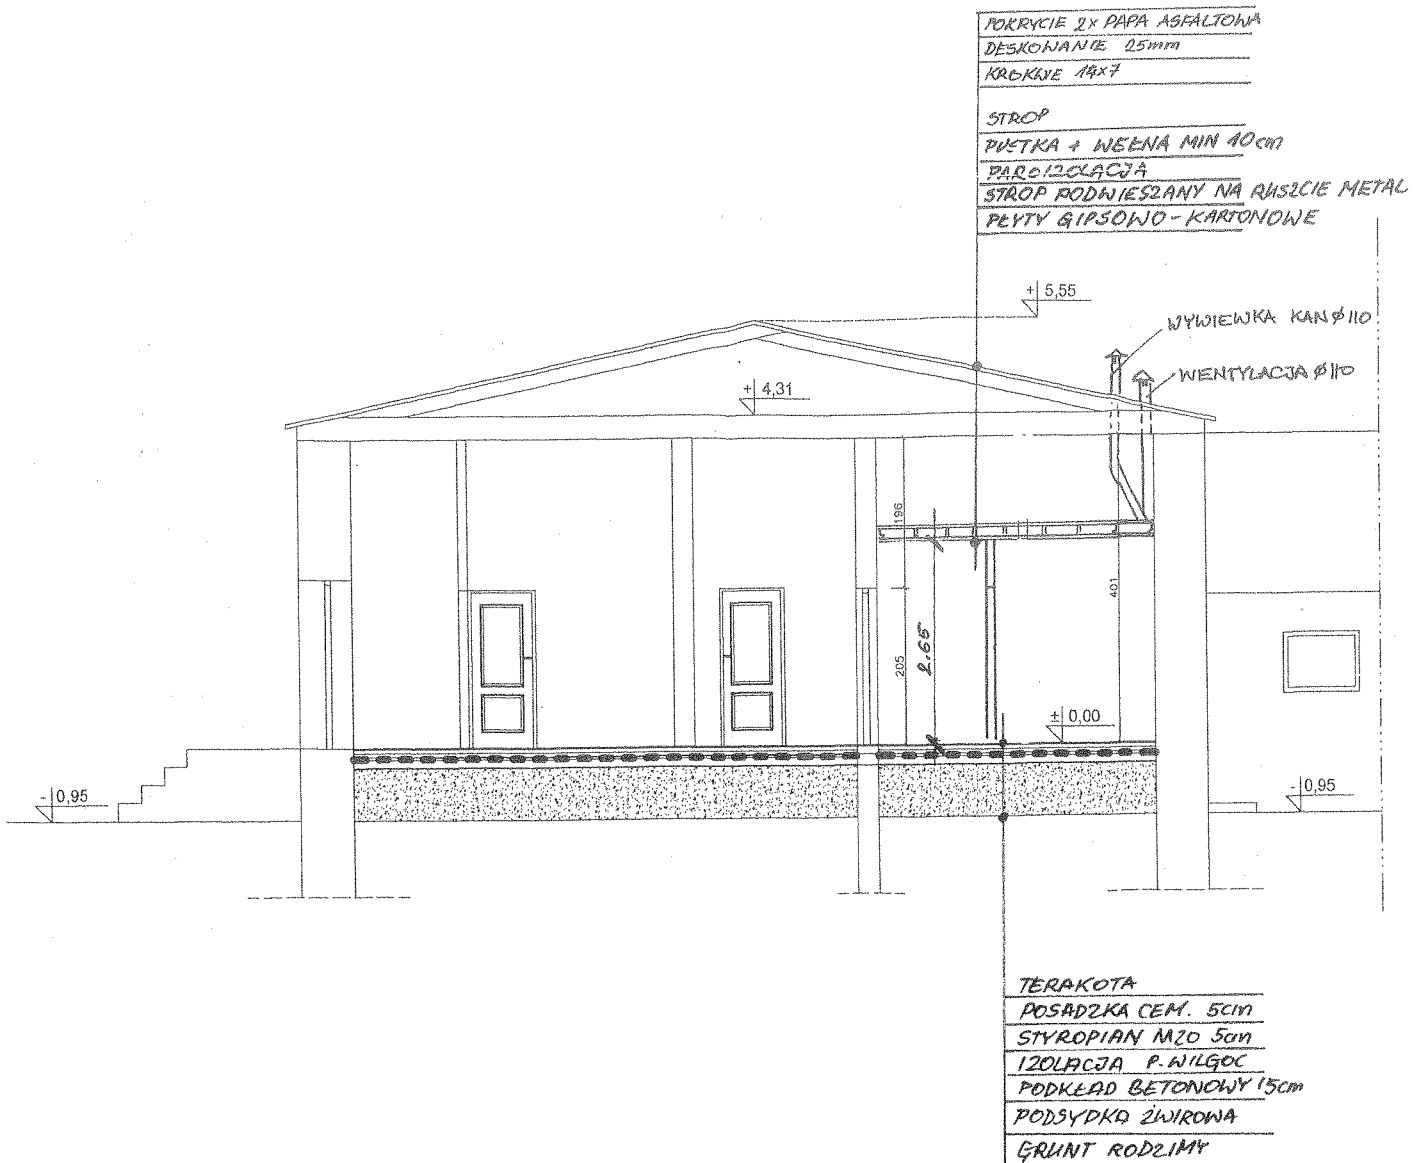 POKRYCIE 2x PAPA ASFALTOWA
DESKOWANIE 25mm
KROKWIE 14x7
STROP
PUSTKA + WEŁNA MIN 10cm
PAROIZOLACJA
STROP PODWIESZANY NA RUSZCIE METAL
PŁYTY GIPSOWO-KARTONOWE
+ 5,55
WYWIEWKA KAN Ø110
WENTYLACJA Ø110
+ 4,31
196
401
205
2.65
± 0,00
- 0,95
- 0,95
TERAKOTA
POSADZKA CEM. 5cm
STYROPIAN M20 5cm
IZOLACJA P. WILGOC
PODKŁAD BETONOWY 15cm
PODSYPKA ŻWIROWA
GRUNT RODZIMY